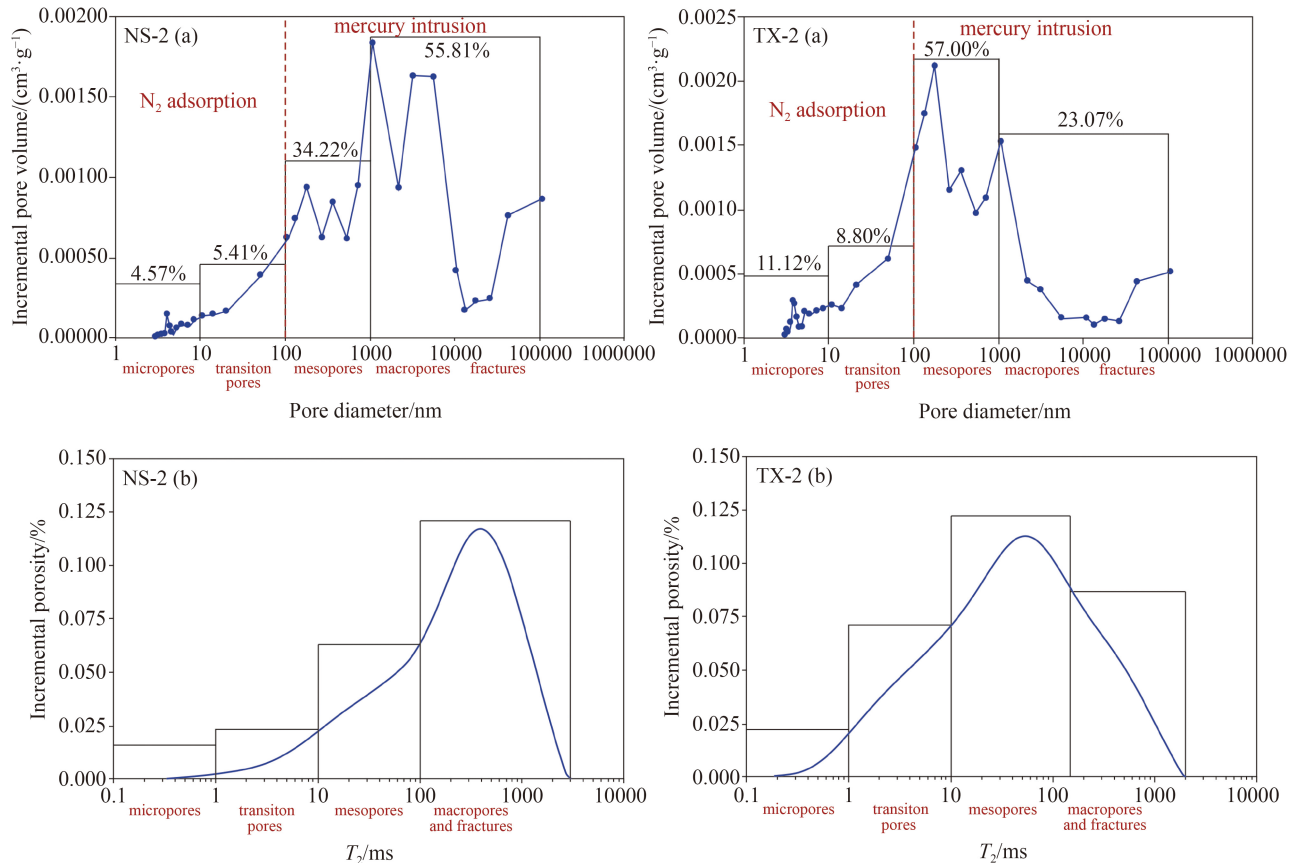 NS-2 (a)
mercury intrusion
55.81%
N₂ adsorption
34.22%
5.41%
4.57%
Incremental pore volume/(cm³·g⁻¹)
0.00200
0.00150
0.00100
0.00050
0.00000
1 10 100 1000 10000 100000 1000000
micropores transiton pores mesopores macropores fractures
Pore diameter/nm
TX-2 (a)
mercury intrusion
57.00%
N₂ adsorption
23.07%
8.80%
11.12%
Incremental pore volume/(cm³·g⁻¹)
0.0025
0.0020
0.0015
0.0010
0.0005
0.0000
1 10 100 1000 10000 100000 1000000
micropores transiton pores mesopores macropores fractures
Pore diameter/nm
NS-2 (b)
Incremental porosity/%
0.150
0.125
0.100
0.075
0.050
0.025
0.000
0.1 1 10 100 1000 10000
micropores transiton pores mesopores macropores and fractures
T₂/ms
TX-2 (b)
Incremental porosity/%
0.150
0.125
0.100
0.075
0.050
0.025
0.000
0.1 1 10 100 1000 10000
micropores transiton pores mesopores macropores and fractures
T₂/ms